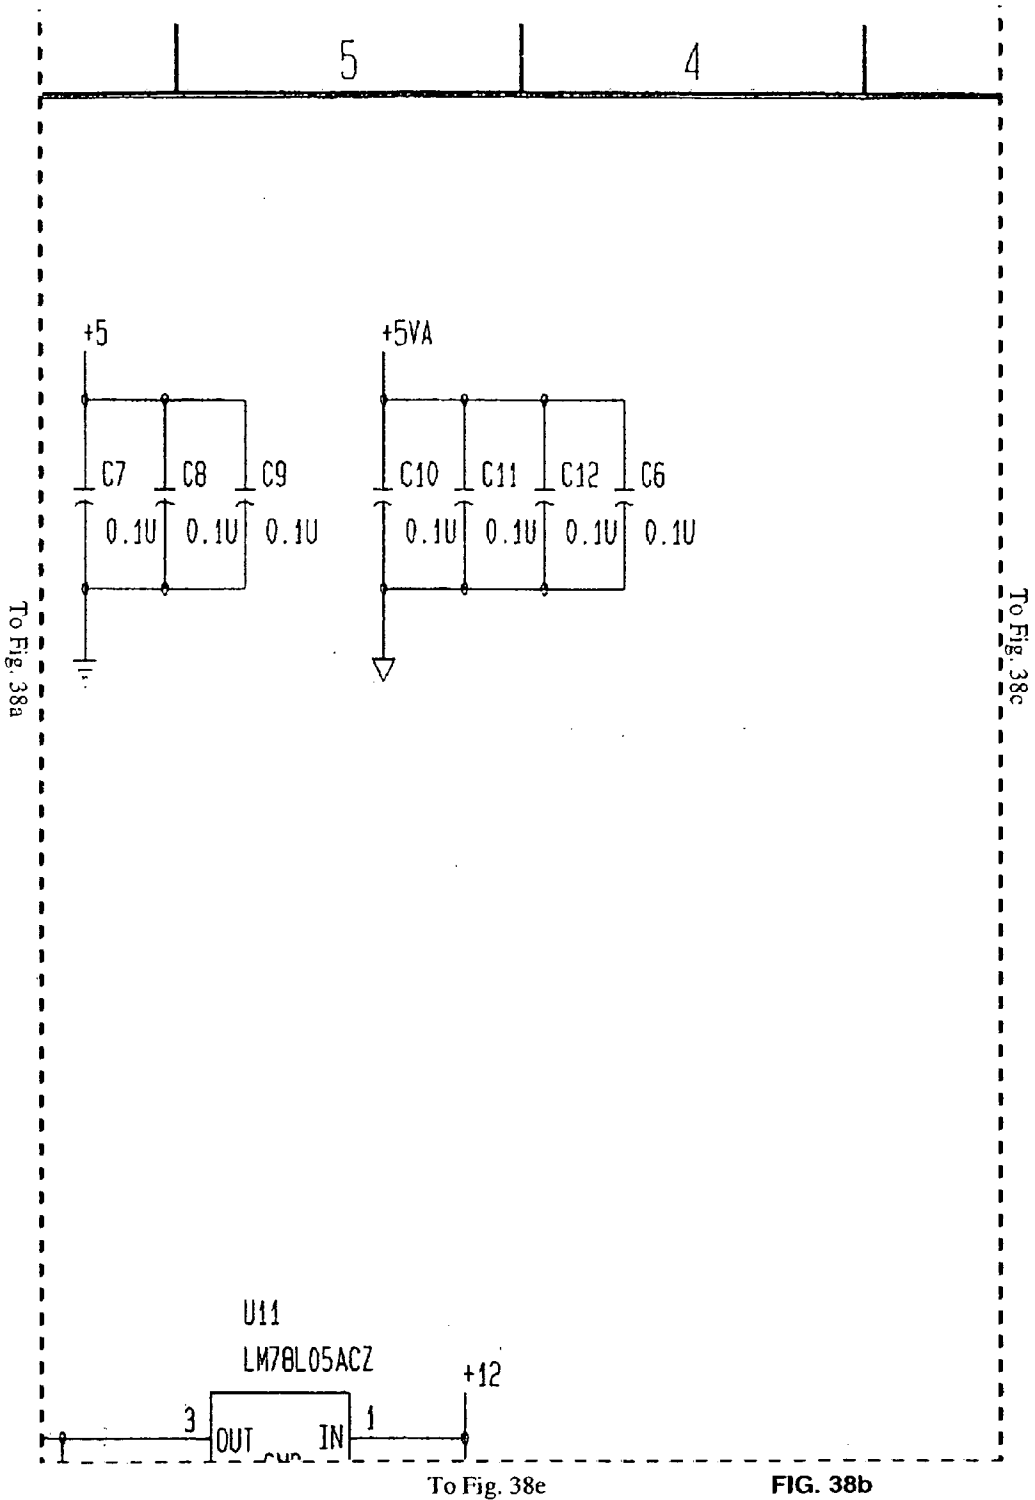 5 4
+5 +5VA
C7 C8 C9 C10 C11 C12 C6
0.1U 0.1U 0.1U 0.1U 0.1U 0.1U 0.1U
To Fig. 38a
To Fig. 38c
U11
LM78L05ACZ
+12
3 1
OUT IN
To Fig. 38e
FIG. 38b